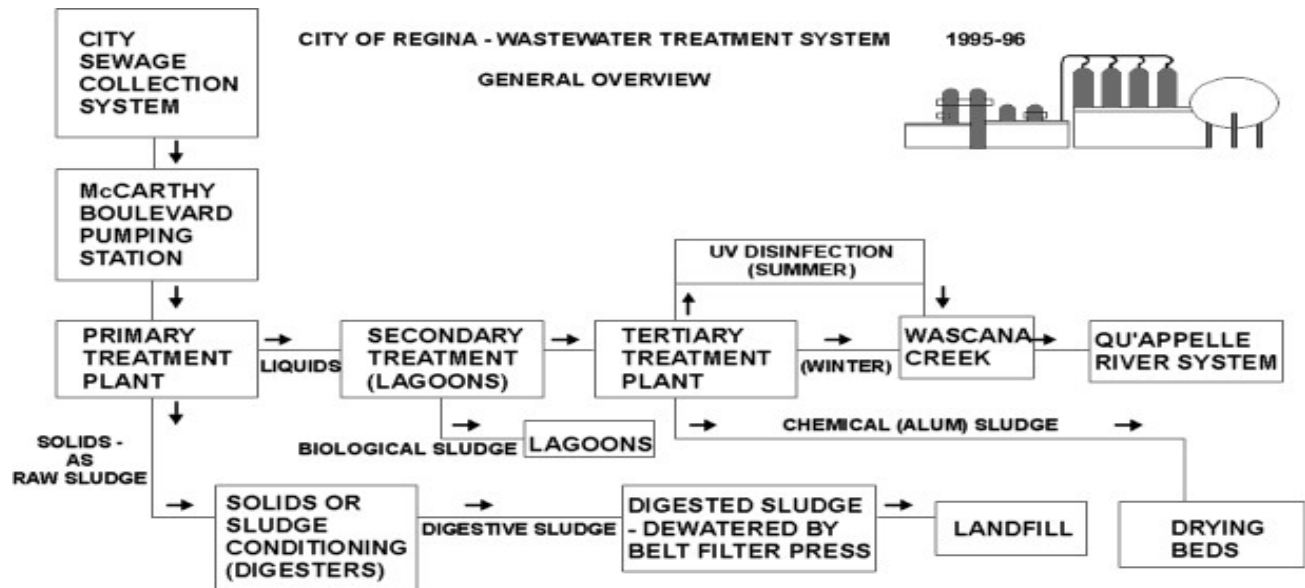 CITY
SEWAGE
COLLECTION
SYSTEM
CITY OF REGINA - WASTEWATER TREATMENT SYSTEM 1995-96
GENERAL OVERVIEW
McCARTHY
BOULEVARD
PUMPING
STATION
UV DISINFECTION
(SUMMER)
PRIMARY
TREATMENT
PLANT
LIQUIDS
SECONDARY
TREATMENT
(LAGOONS)
TERTIARY
TREATMENT
PLANT
(WINTER)
WASCANA
CREEK
QU'APPELLE
RIVER SYSTEM
SOLIDS -
AS
RAW SLUDGE
BIOLOGICAL SLUDGE
LAGOONS
CHEMICAL (ALUM) SLUDGE
SOLIDS OR
SLUDGE
CONDITIONING
(DIGESTERS)
DIGESTIVE SLUDGE
DIGESTED SLUDGE
- DEWATERED BY
BELT FILTER PRESS
LANDFILL
DRYING
BEDS